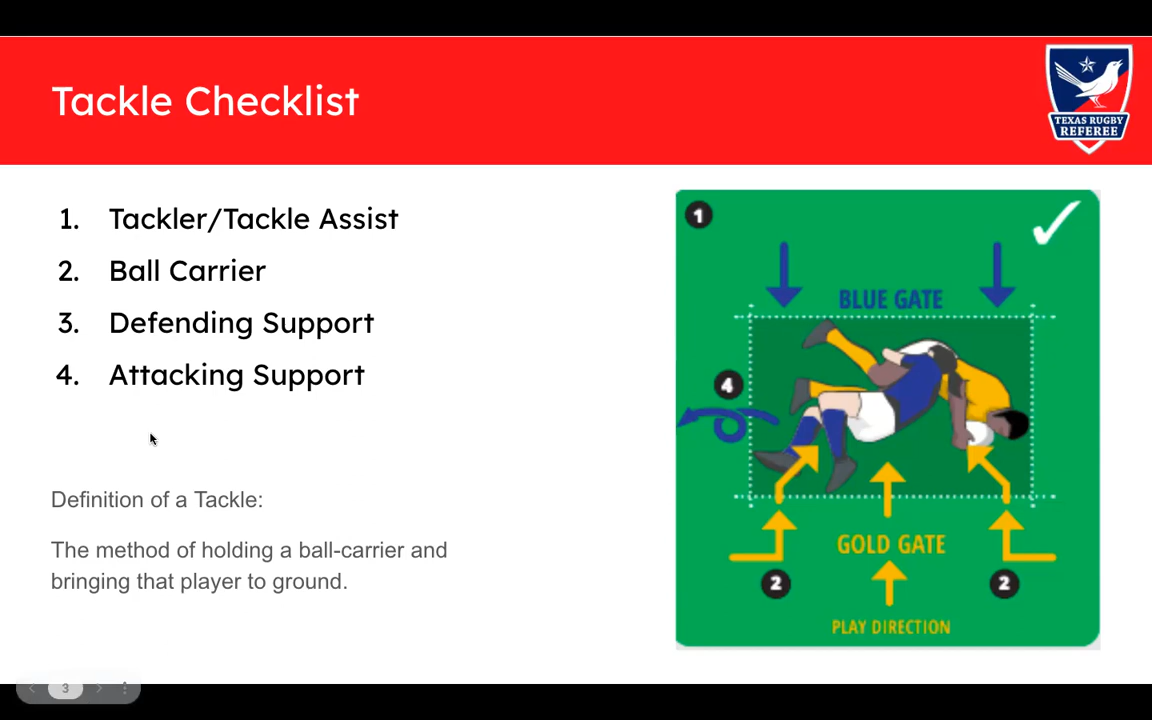 Tackle Checklist
TEXAS RUGBY
REFEREE
1. Tackler/Tackle Assist
2. Ball Carrier
3. Defending Support
4. Attacking Support
Definition of a Tackle:
The method of holding a ball-carrier and
bringing that player to ground.
1
BLUE GATE
4
GOLD GATE
2
2
PLAY DIRECTION
3